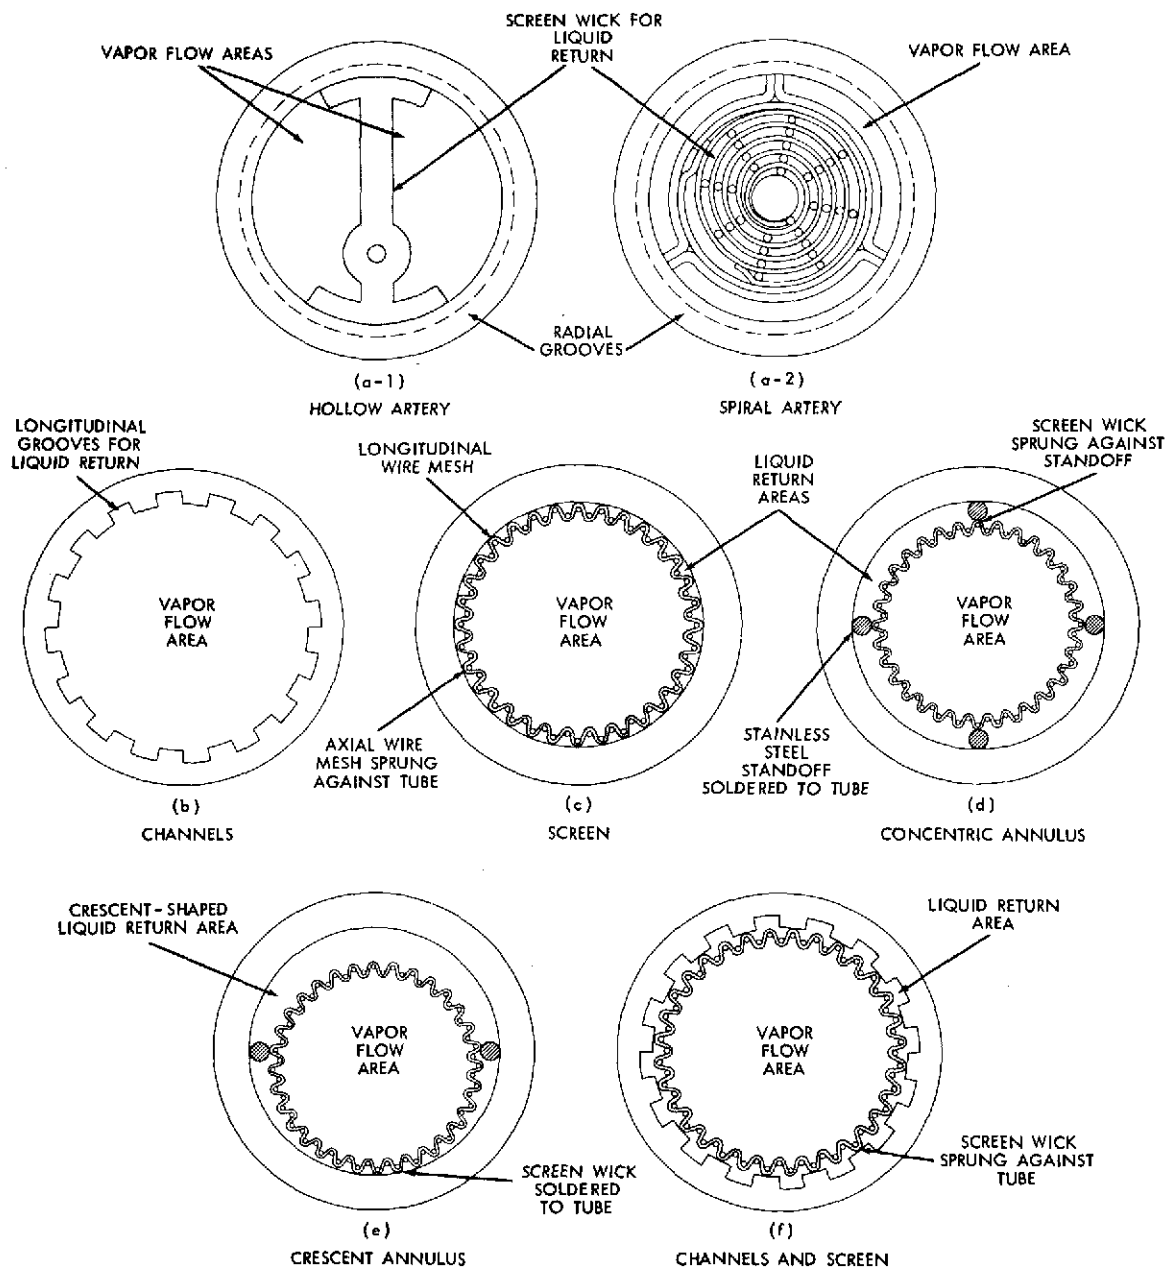 SCREEN WICK FOR
LIQUID
RETURN
VAPOR FLOW AREAS
VAPOR FLOW AREA
RADIAL
GROOVES
(a-1)
HOLLOW ARTERY
(a-2)
SPIRAL ARTERY
LONGITUDINAL
GROOVES FOR
LIQUID RETURN
LONGITUDINAL
WIRE MESH
LIQUID
RETURN
AREAS
SCREEN WICK
SPRUNG AGAINST
STANDOFF
VAPOR
FLOW
AREA
VAPOR
FLOW
AREA
VAPOR
FLOW
AREA
AXIAL WIRE
MESH SPRUNG
AGAINST TUBE
STAINLESS
STEEL
STANDOFF
SOLDERED TO TUBE
(b)
CHANNELS
(c)
SCREEN
(d)
CONCENTRIC ANNULUS
CRESCENT-SHAPED
LIQUID RETURN AREA
LIQUID RETURN
AREA
VAPOR
FLOW
AREA
VAPOR
FLOW
AREA
SCREEN WICK
SOLDERED
TO TUBE
SCREEN WICK
SPRUNG AGAINST
TUBE
(e)
CRESCENT ANNULUS
(f)
CHANNELS AND SCREEN